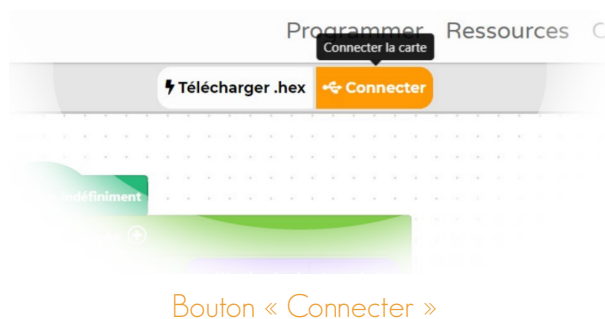 Programmer Ressources
Connecter la carte
Télécharger .hex Connecter
indéfiniment
Bouton « Connecter »